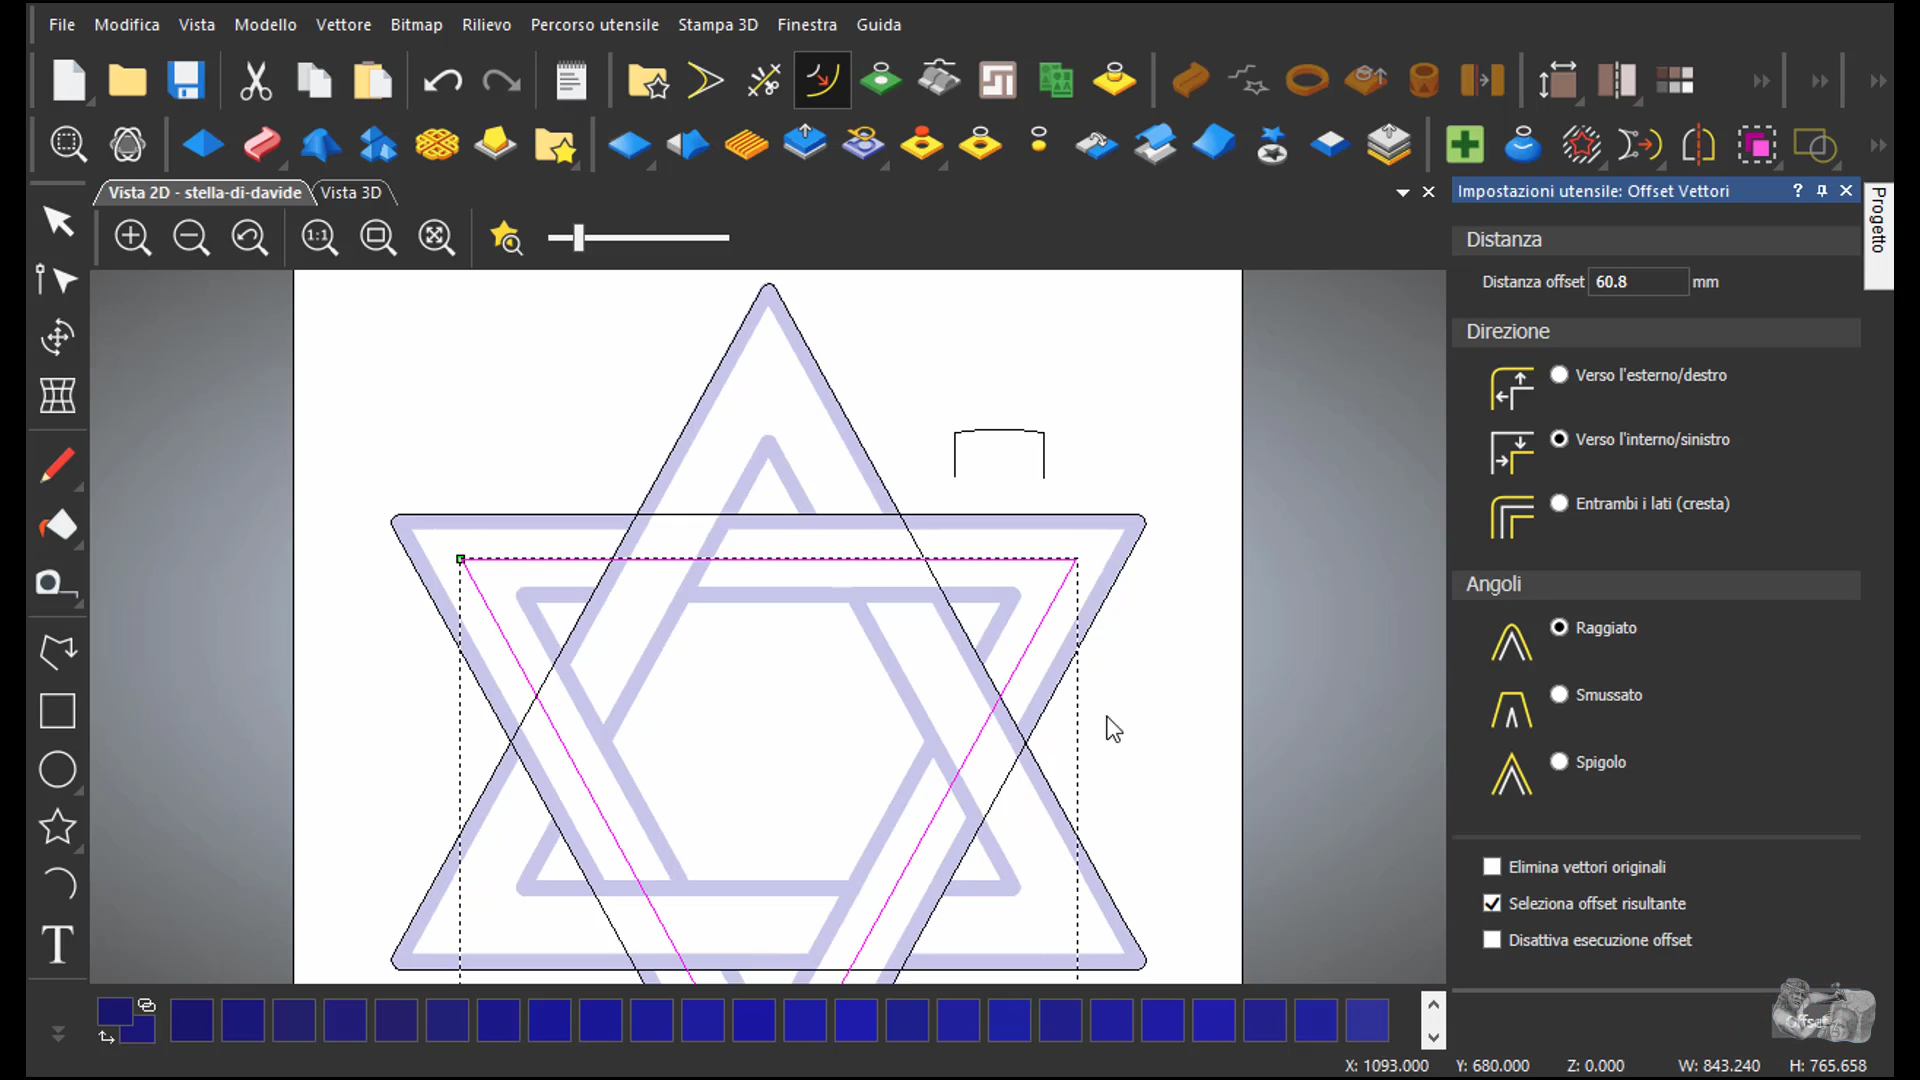 File Modifica Vista Modello Vettore Bitmap Rilievo Percorso utensile Stampa 3D Finestra Guida
Vista 2D - stella-di-davide Vista 3D
Impostazioni utensile: Offset Vettori
Progetto
1:1
Distanza
Distanza offset 60.8 mm
Direzione
Verso l'esterno/destro
Verso l'interno/sinistro
Entrambi i lati (cresta)
Angoli
Raggiato
Smussato
Spigolo
Elimina vettori originali
Seleziona offset risultante
Disattiva esecuzione offset
Offset
X: 1093.000 Y: 680.000 Z: 0.000 W: 843.240 H: 765.658